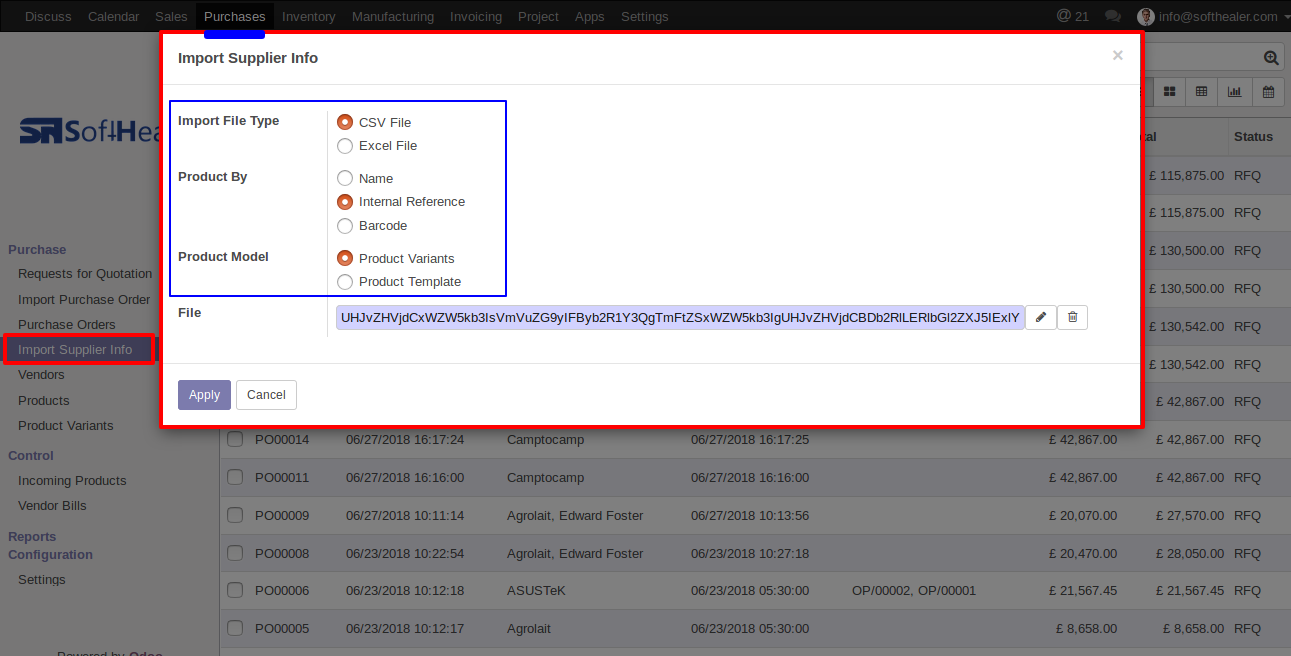 Discuss Calendar Sales Purchases Inventory Manufacturing Invoicing Project Apps Settings @ 21 info@softhealer.com
Import Supplier Info ×
SoftHea
Import File Type CSV File
Excel File
Product By Name
Internal Reference
Barcode
Product Model Product Variants
Product Template
File
Apply Cancel
Purchase
Requests for Quotation
Import Purchase Order
Purchase Orders
Import Supplier Info
Vendors
Products
Product Variants
Control
Incoming Products
Vendor Bills
Reports
Configuration
Settings
Powered by Odoo
Status
£ 115,875.00 RFQ
£ 115,875.00 RFQ
£ 130,500.00 RFQ
£ 130,500.00 RFQ
£ 130,542.00 RFQ
£ 130,542.00 RFQ
£ 42,867.00 RFQ
PO00014 06/27/2018 16:17:24 Camptocamp 06/27/2018 16:17:25 £ 42,867.00 £ 42,867.00 RFQ
PO00011 06/27/2018 16:16:00 Camptocamp 06/27/2018 16:16:00 £ 42,867.00 £ 42,867.00 RFQ
PO00009 06/27/2018 10:11:14 Agrolait, Edward Foster 06/27/2018 10:13:56 £ 20,070.00 £ 27,570.00 RFQ
PO00008 06/23/2018 10:22:54 Agrolait, Edward Foster 06/23/2018 10:27:18 £ 20,470.00 £ 28,050.00 RFQ
PO00006 06/23/2018 10:12:18 ASUSTeK 06/23/2018 05:30:00 OP/00002, OP/00001 £ 21,567.45 £ 21,567.45 RFQ
PO00005 06/23/2018 10:12:17 Agrolait 06/23/2018 05:30:00 £ 8,658.00 £ 8,658.00 RFQ